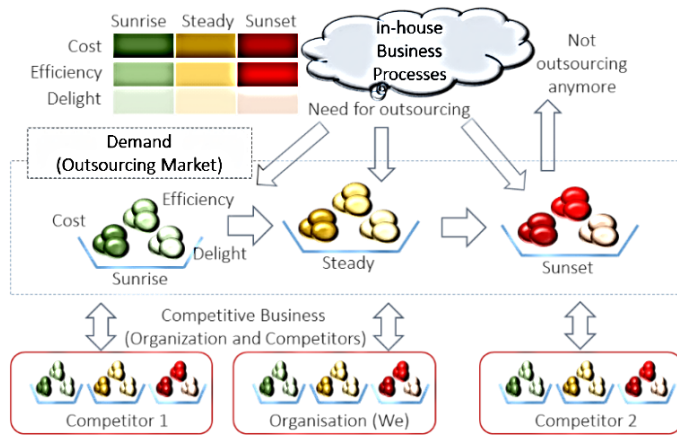 Sunrise Steady Sunset
Cost
Efficiency
Delight
In-house
Business
Processes
Need for outsourcing
Not
outsourcing
anymore
Demand
(Outsourcing Market)
Cost
Efficiency
Delight
Sunrise
Steady
Sunset
Competitive Business
(Organization and Competitors)
Competitor 1
Organisation (We)
Competitor 2